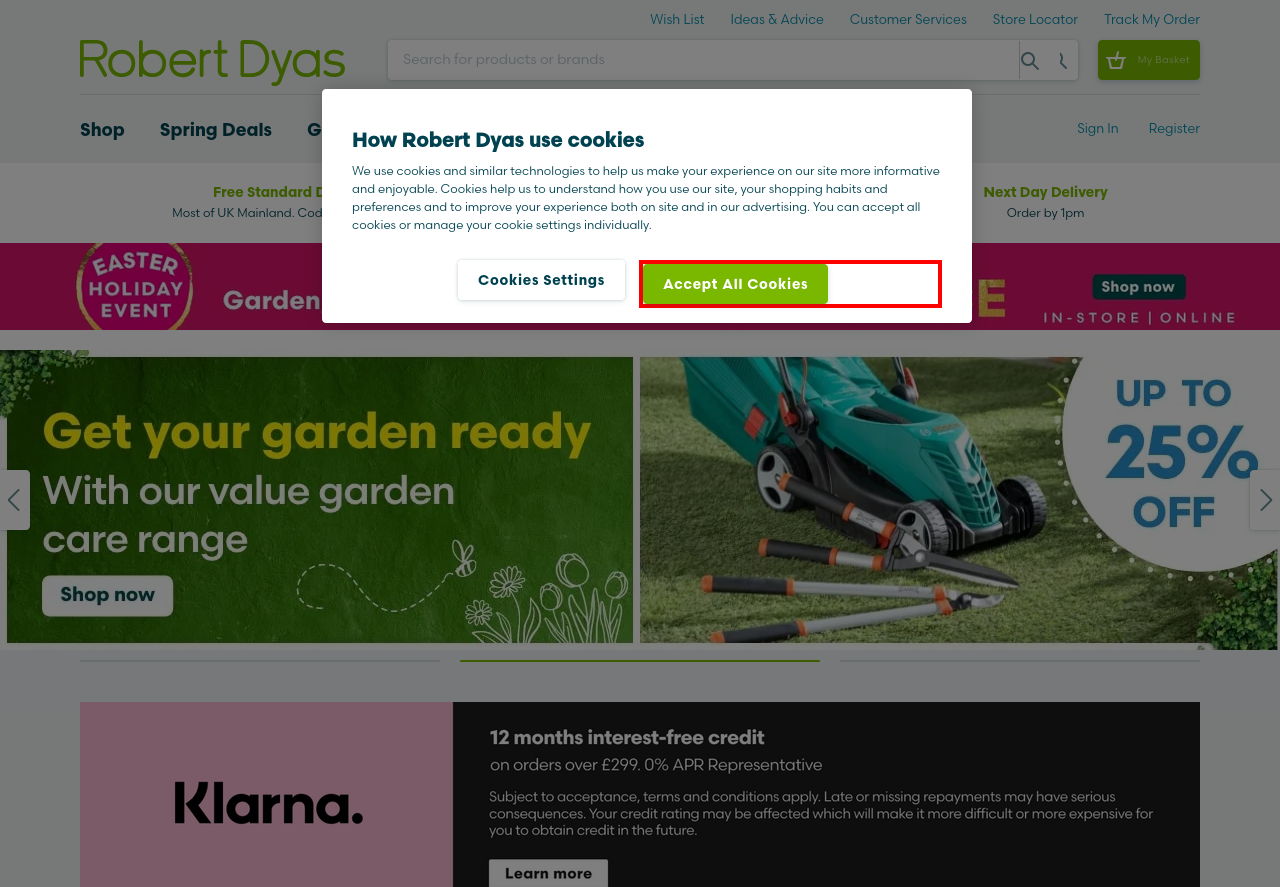 Wish List
Ideas & Advice
Customer Services
Store Locator
Track My Order
Robert Dyas
Search for products or brands
My Basket
Shop
Spring Deals
G
Sign In
Register
How Robert Dyas use cookies
We use cookies and similar technologies to help us make your experience on our site more informative
and enjoyable. Cookies help us to understand how you use our site, your shopping habits and
preferences and to improve your experience both on site and in our advertising. You can accept all
cookies or manage your cookie settings individually.
Cookies Settings
Accept All Cookies
Free Standard D
Most of UK Mainland. Cod
Next Day Delivery
Order by 1pm
EASTER
HOLIDAY
EVENT
Garden
E
Shop now
IN-STORE | ONLINE
Get your garden ready
With our value garden
care range
Shop now
UP TO
25%
OFF
Klarna.
12 months interest-free credit
on orders over £299. 0% APR Representative
Subject to acceptance, terms and conditions apply. Late or missing repayments may have serious
consequences. Your credit rating may be affected which will make it more difficult or more expensive for
you to obtain credit in the future.
Learn more